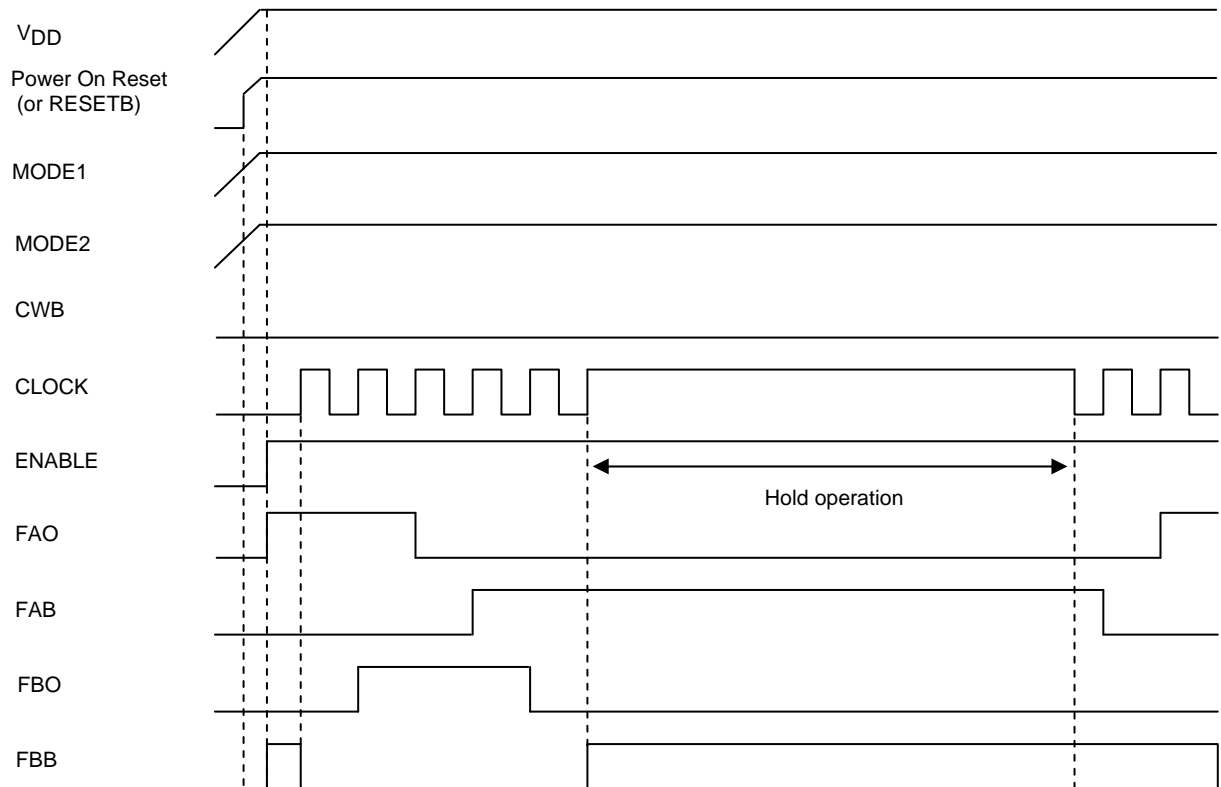 VDD
Power On Reset
(or RESETB)
MODE1
MODE2
CWB
CLOCK
ENABLE
Hold operation
FAO
FAB
FBO
FBB